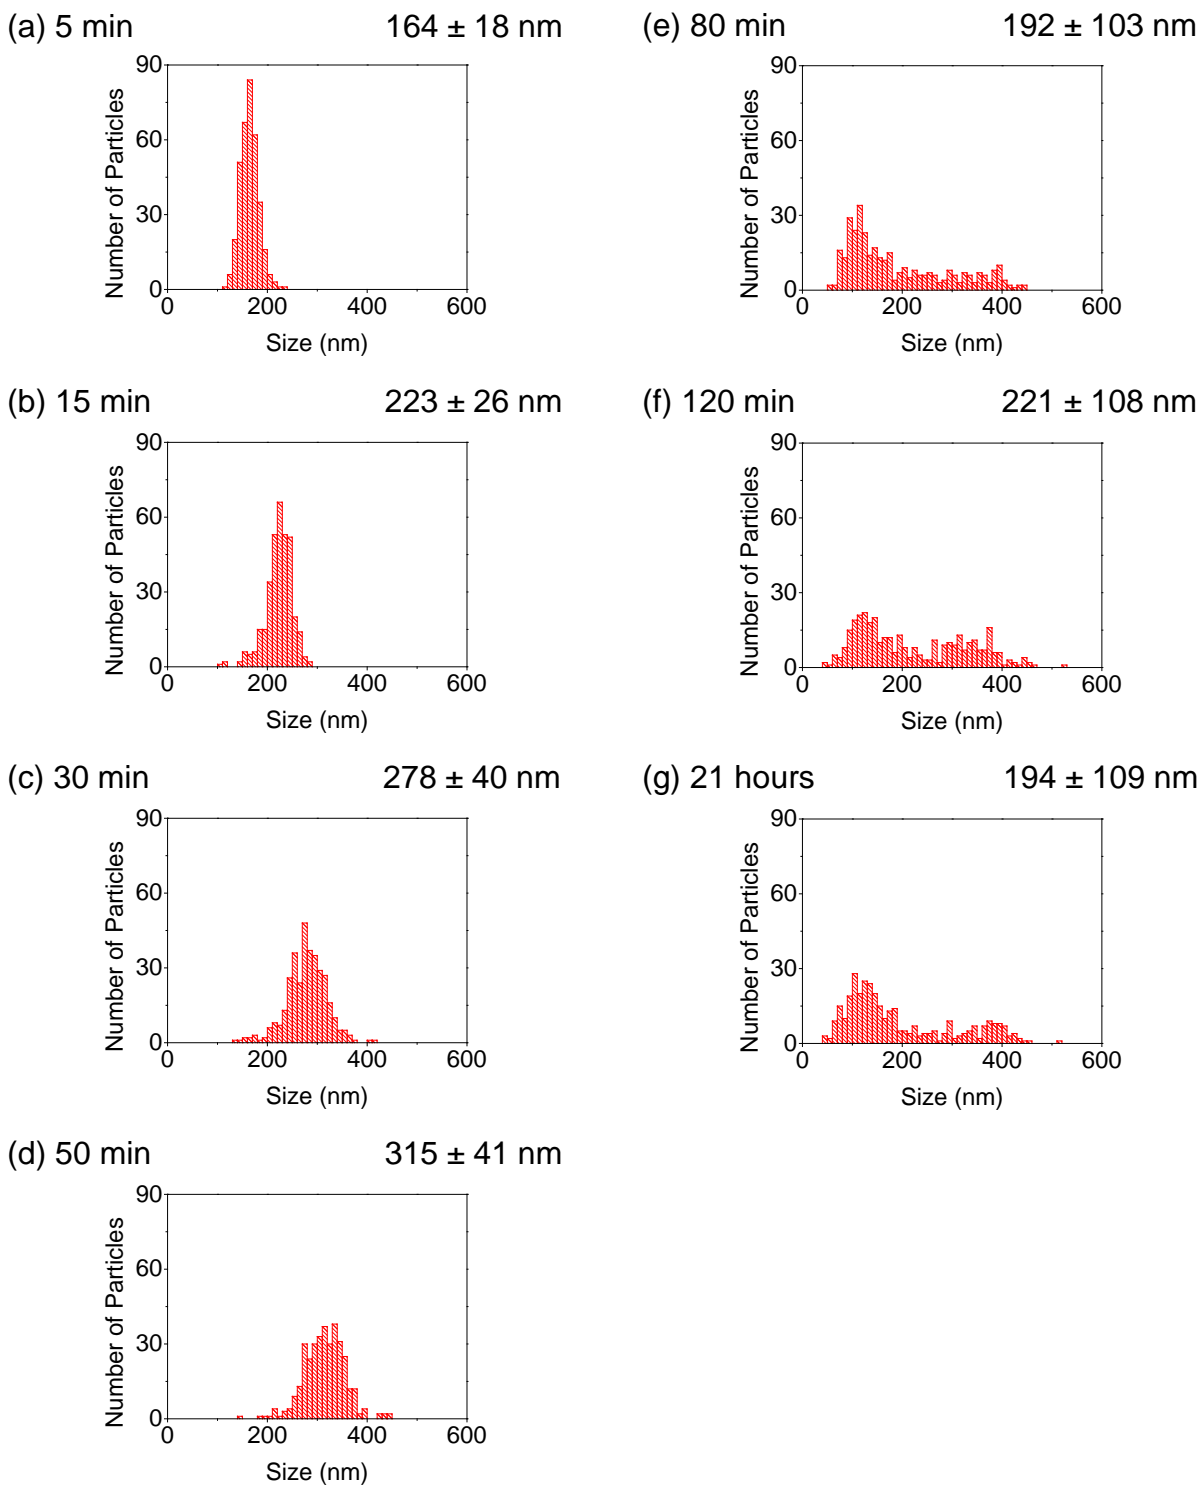 (a) 5 min 164 ± 18 nm
90
60
30
0
0 200 400 600
Number of Particles
Size (nm)
(b) 15 min 223 ± 26 nm
90
60
30
0
0 200 400 600
Number of Particles
Size (nm)
(c) 30 min 278 ± 40 nm
90
60
30
0
0 200 400 600
Number of Particles
Size (nm)
(d) 50 min 315 ± 41 nm
90
60
30
0
0 200 400 600
Number of Particles
Size (nm)
(e) 80 min 192 ± 103 nm
90
60
30
0
0 200 400 600
Number of Particles
Size (nm)
(f) 120 min 221 ± 108 nm
90
60
30
0
0 200 400 600
Number of Particles
Size (nm)
(g) 21 hours 194 ± 109 nm
90
60
30
0
0 200 400 600
Number of Particles
Size (nm)